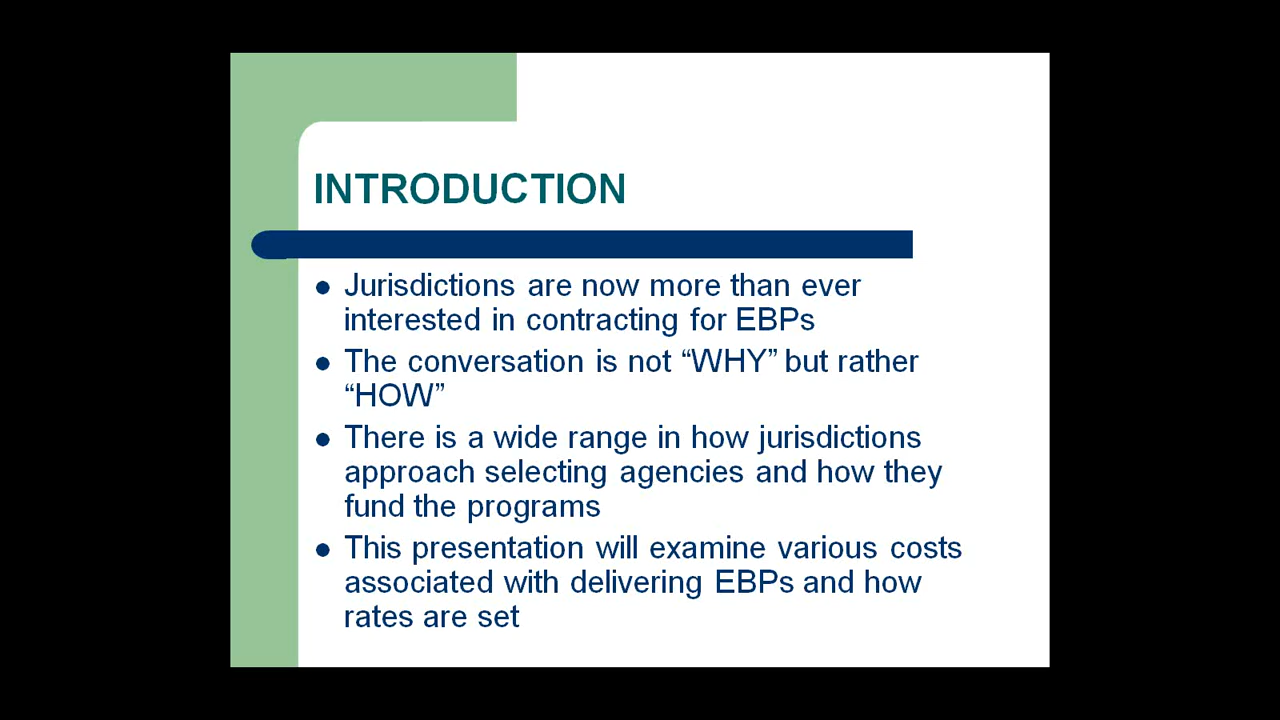 INTRODUCTION
● Jurisdictions are now more than ever
interested in contracting for EBPs
● The conversation is not “WHY” but rather
“HOW”
● There is a wide range in how jurisdictions
approach selecting agencies and how they
fund the programs
● This presentation will examine various costs
associated with delivering EBPs and how
rates are set